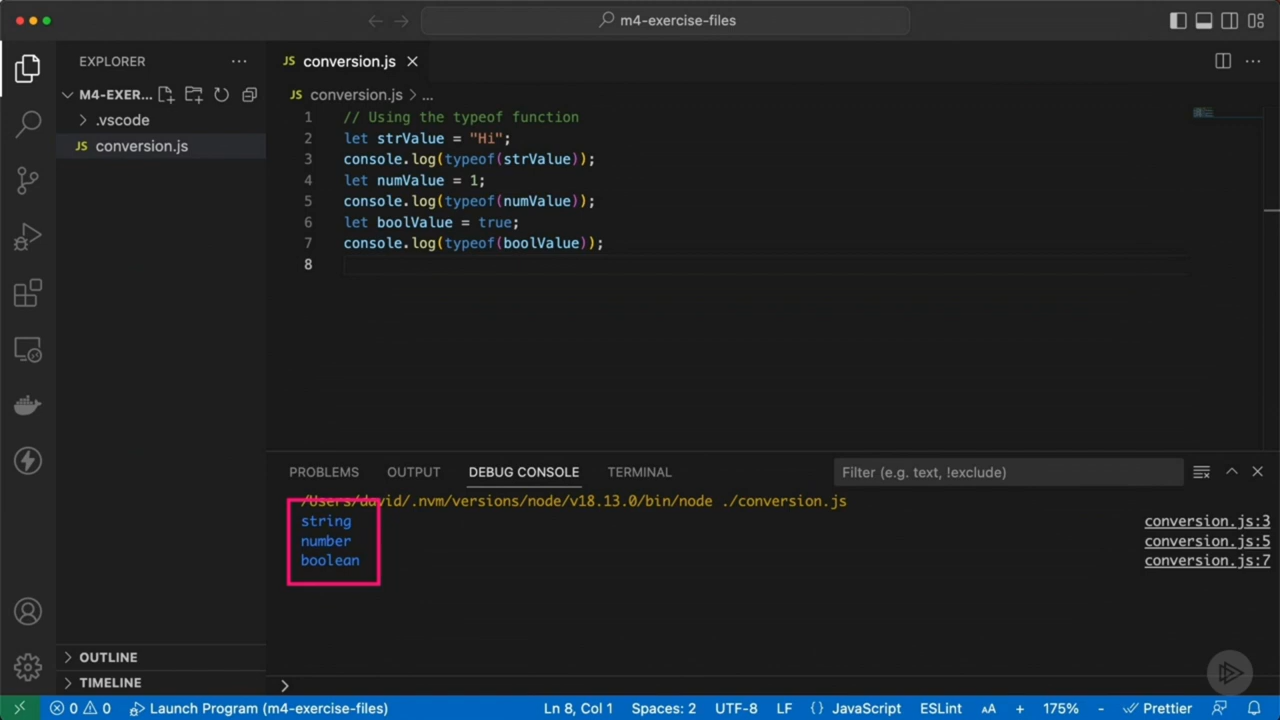 m4-exercise-files
EXPLORER
JS conversion.js
M4-EXER...
.vscode
JS conversion.js
JS conversion.js > ...
1 // Using the typeof function
2 let strValue = "Hi";
3 console.log(typeof(strValue));
4 let numValue = 1;
5 console.log(typeof(numValue));
6 let boolValue = true;
7 console.log(typeof(boolValue));
8
PROBLEMS OUTPUT DEBUG CONSOLE TERMINAL Filter (e.g. text, !exclude)
/Users/david/.nvm/versions/node/v18.13.0/bin/node ./conversion.js
string conversion.js:3
number conversion.js:5
boolean conversion.js:7
OUTLINE
TIMELINE
>
0 0 Launch Program (m4-exercise-files) Ln 8, Col 1 Spaces: 2 UTF-8 LF {} JavaScript ESLint AA + 175% - Prettier